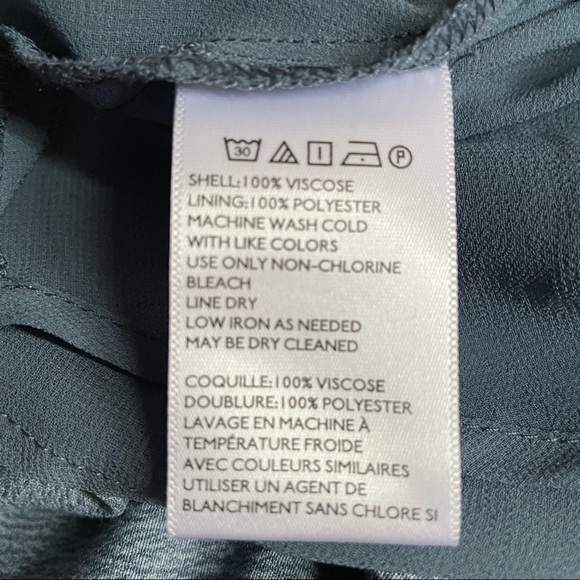 30 P
SHELL:100% VISCOSE
LINING:100% POLYESTER
MACHINE WASH COLD
WITH LIKE COLORS
USE ONLY NON-CHLORINE
BLEACH
LINE DRY
LOW IRON AS NEEDED
MAY BE DRY CLEANED
COQUILLE:100% VISCOSE
DOUBLURE:100% POLYESTER
LAVAGE EN MACHINE À
TEMPÉRATURE FROIDE
AVEC COULEURS SIMILAIRES
UTILISER UN AGENT DE
BLANCHIMENT SANS CHLORE SI